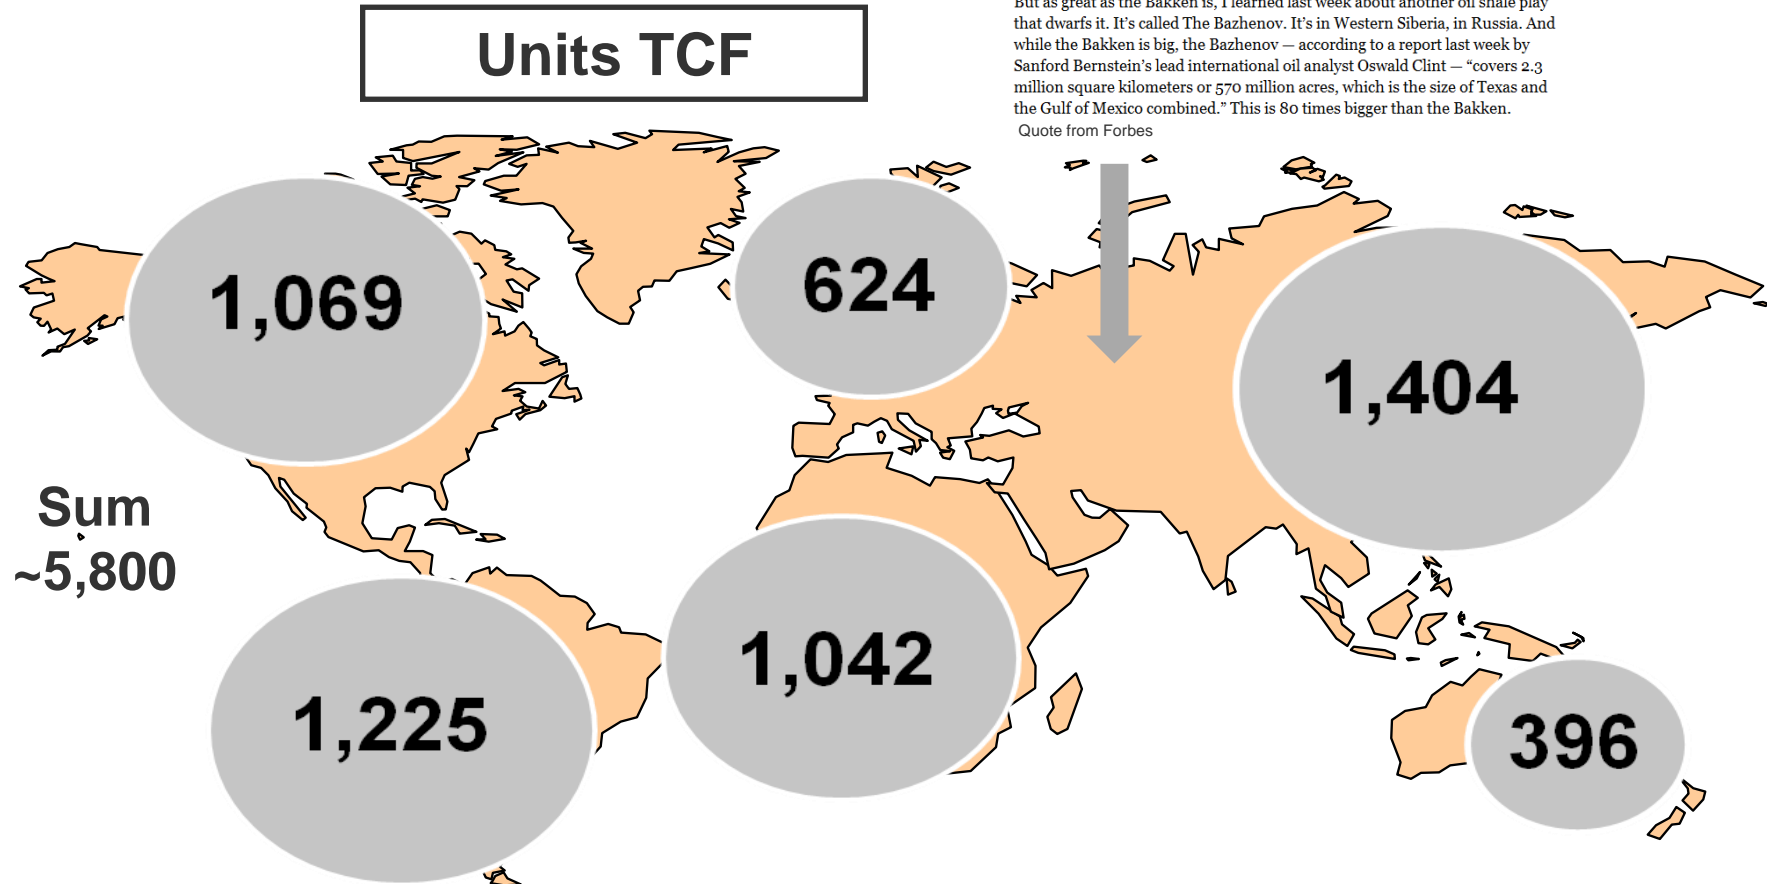 Units TCF
But as great as the Bakken is, I learned last week about another oil shale play
that dwarfs it. It’s called The Bazhenov. It’s in Western Siberia, in Russia. And
while the Bakken is big, the Bazhenov — according to a report last week by
Sanford Bernstein’s lead international oil analyst Oswald Clint — “covers 2.3
million square kilometers or 570 million acres, which is the size of Texas and
the Gulf of Mexico combined.” This is 80 times bigger than the Bakken.
Quote from Forbes
1,069
624
1,404
Sum
~5,800
1,225
1,042
396